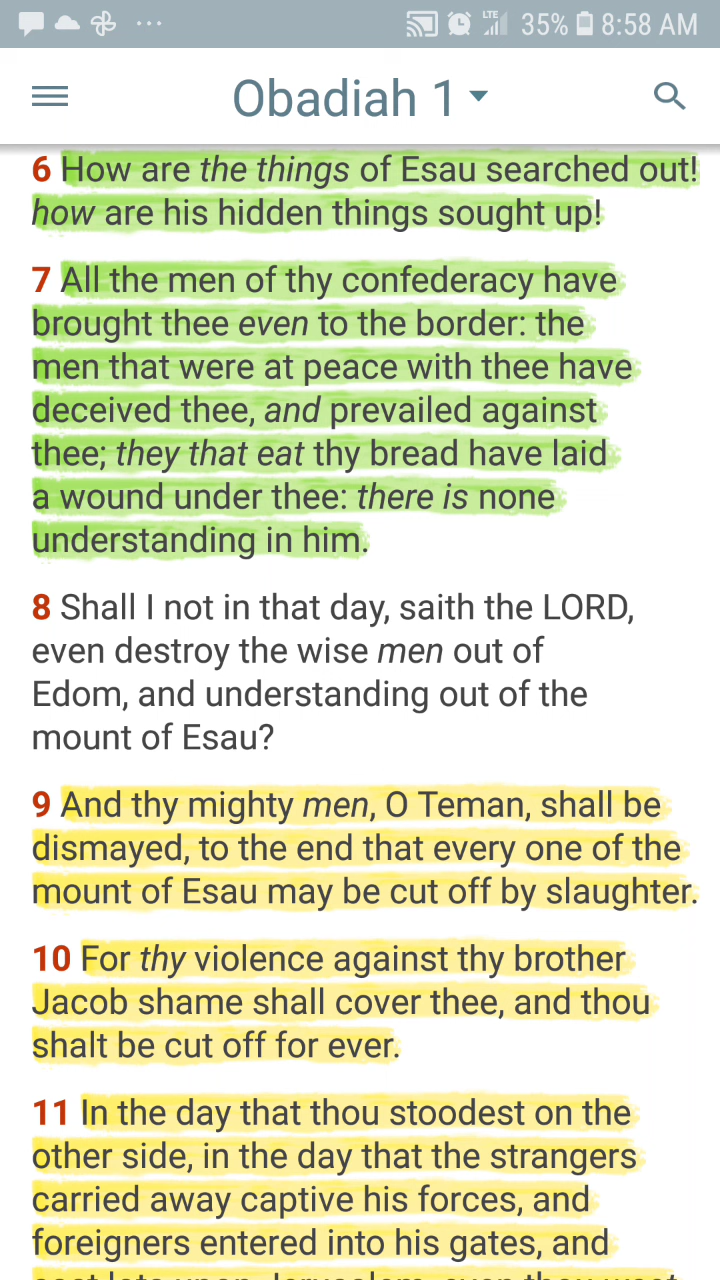 LTE 35% 8:58 AM
Obadiah 1
6 How are the things of Esau searched out!
how are his hidden things sought up!
7 All the men of thy confederacy have
brought thee even to the border: the
men that were at peace with thee have
deceived thee, and prevailed against
thee; they that eat thy bread have laid
a wound under thee: there is none
understanding in him.
8 Shall I not in that day, saith the LORD,
even destroy the wise men out of
Edom, and understanding out of the
mount of Esau?
9 And thy mighty men, O Teman, shall be
dismayed, to the end that every one of the
mount of Esau may be cut off by slaughter.
10 For thy violence against thy brother
Jacob shame shall cover thee, and thou
shalt be cut off for ever.
11 In the day that thou stoodest on the
other side, in the day that the strangers
carried away captive his forces, and
foreigners entered into his gates, and